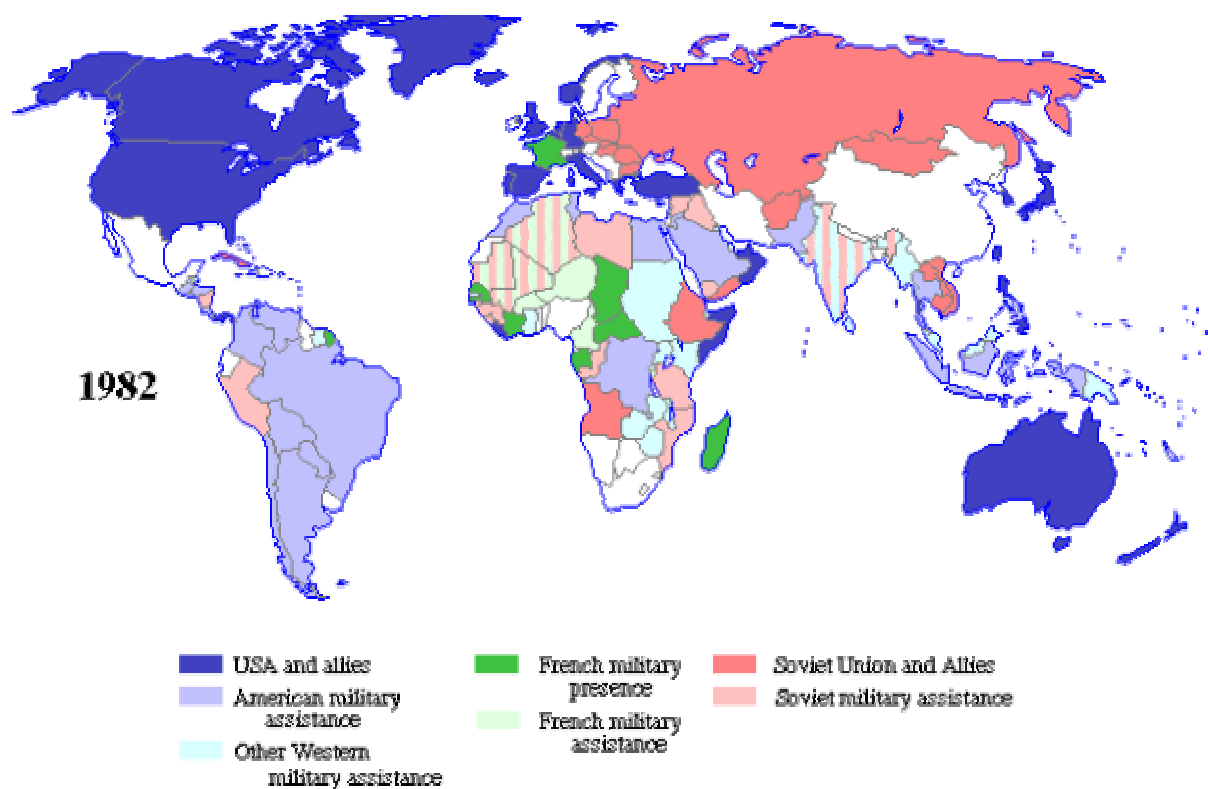 1982
USA and allies
American military
assistance
Other Western
military assistance
French military
presence
French military
assistance
Soviet Union and Allies
Soviet military assistance